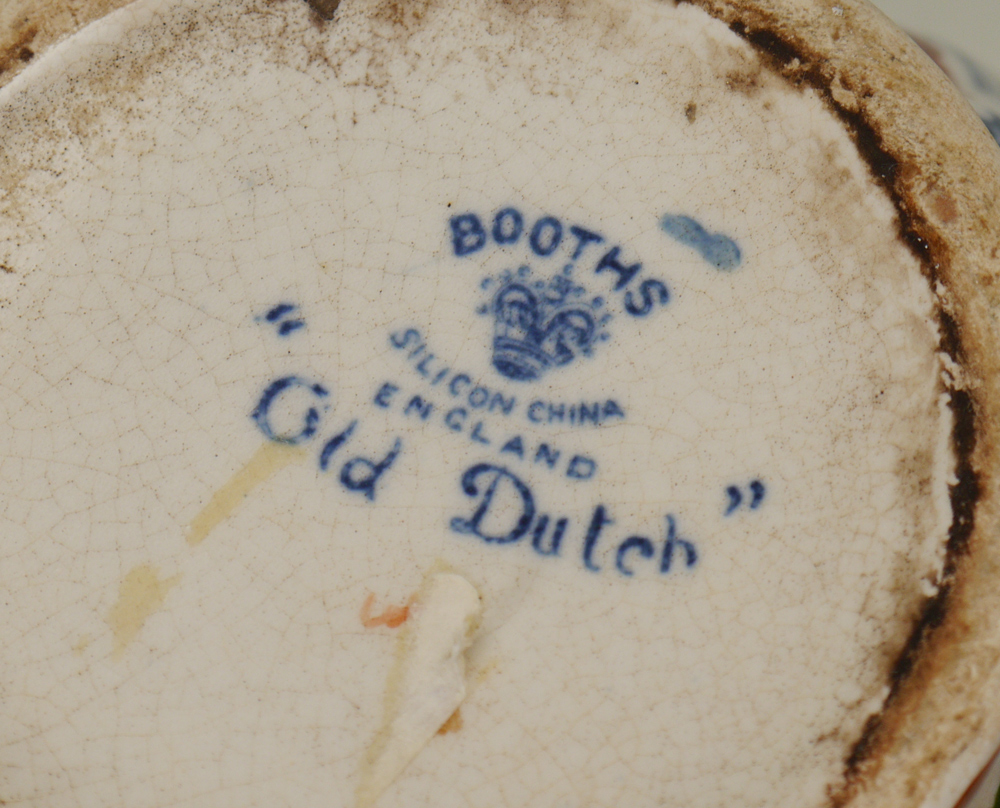 BOOTHS
SILICON CHINA
ENGLAND
“Old Dutch”